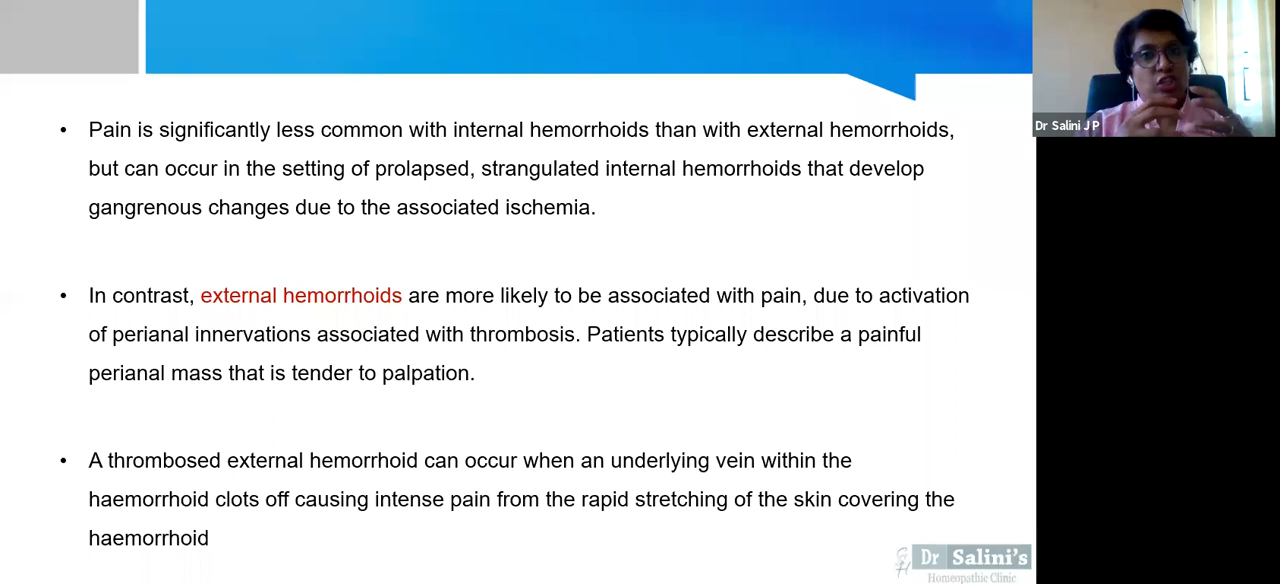 Dr Salini J P
• Pain is significantly less common with internal hemorrhoids than with external hemorrhoids,
but can occur in the setting of prolapsed, strangulated internal hemorrhoids that develop
gangrenous changes due to the associated ischemia.
• In contrast, external hemorrhoids are more likely to be associated with pain, due to activation
of perianal innervations associated with thrombosis. Patients typically describe a painful
perianal mass that is tender to palpation.
• A thrombosed external hemorrhoid can occur when an underlying vein within the
haemorrhoid clots off causing intense pain from the rapid stretching of the skin covering the
haemorrhoid
Dr Salini's
Homeopathic Clinic